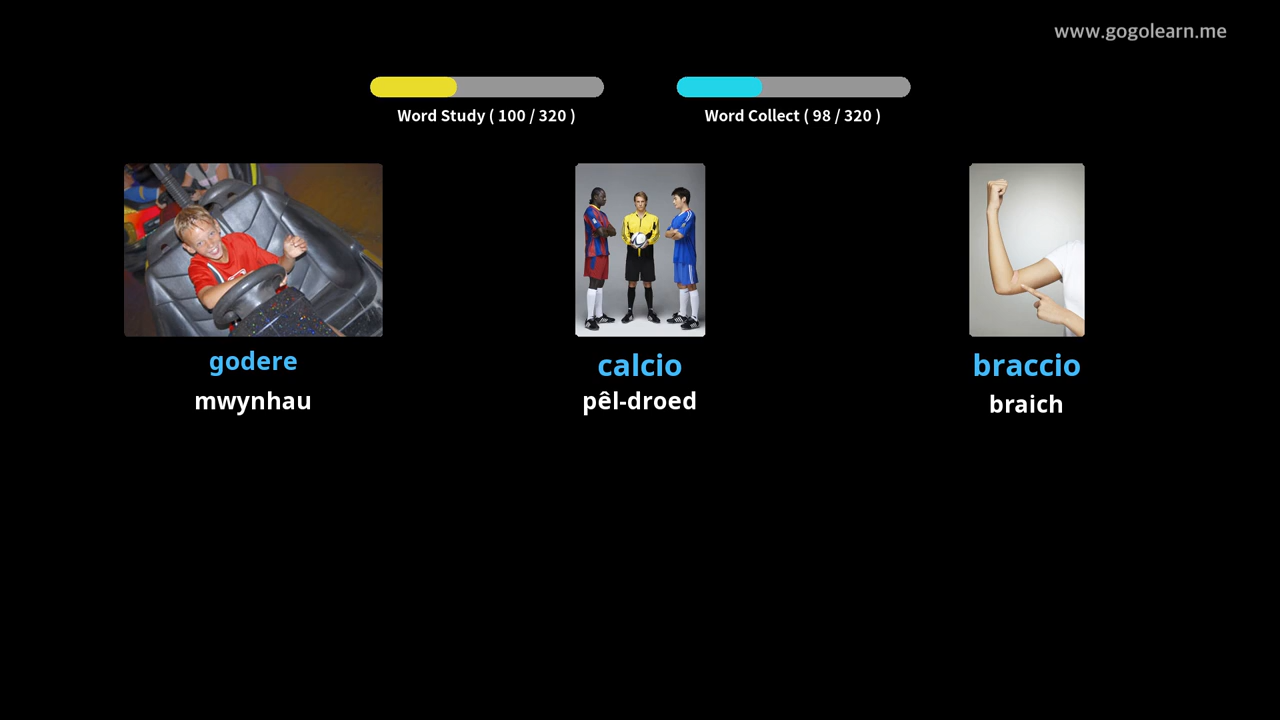 www.gogolearn.me
Word Study ( 100 / 320 )
Word Collect ( 98 / 320 )
godere
calcio
braccio
mwynhau
pêl-droed
braich